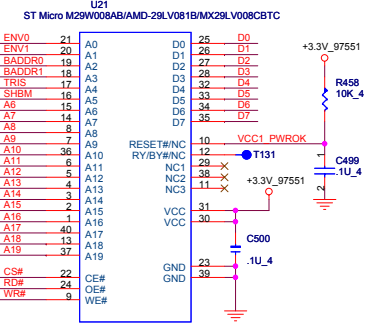 U21
ST Micro M29W008AB/AMD-29LV081B/MX29LV008CBTC
ENV0 21 A0 D0 25 D0
ENV1 20 A1 D1 26 D1
BADDR0 19 A2 D2 27 D2
BADDR1 18 A3 D3 28 D3
TRIS 17 A4 D4 32 D4
SHBM 16 A5 D5 33 D5
A6 15 A6 D6 34 D6
A7 14 A7 D7 35 D7
A8 8 A8
A9 7 A9 RESET#/NC 10 VCC1_PWROK
A10 36 A10 RY/BY#/NC 12 T131
A11 6 A11 NC1 29
A12 5 A12 NC2 38
A13 4 A13 NC3 11
A14 3 A14
A15 2 A15 VCC 31
A16 1 A16 VCC 30
A17 40 A17
A18 13 A18
A19 37 A19
GND 23
CS# 22 CE# GND 39
RD# 24 OE#
WR# 9 WE#
+3.3V_97551
R458
10K_4
1
C499
.1U_4
2
+3.3V_97551
C500
.1U_4